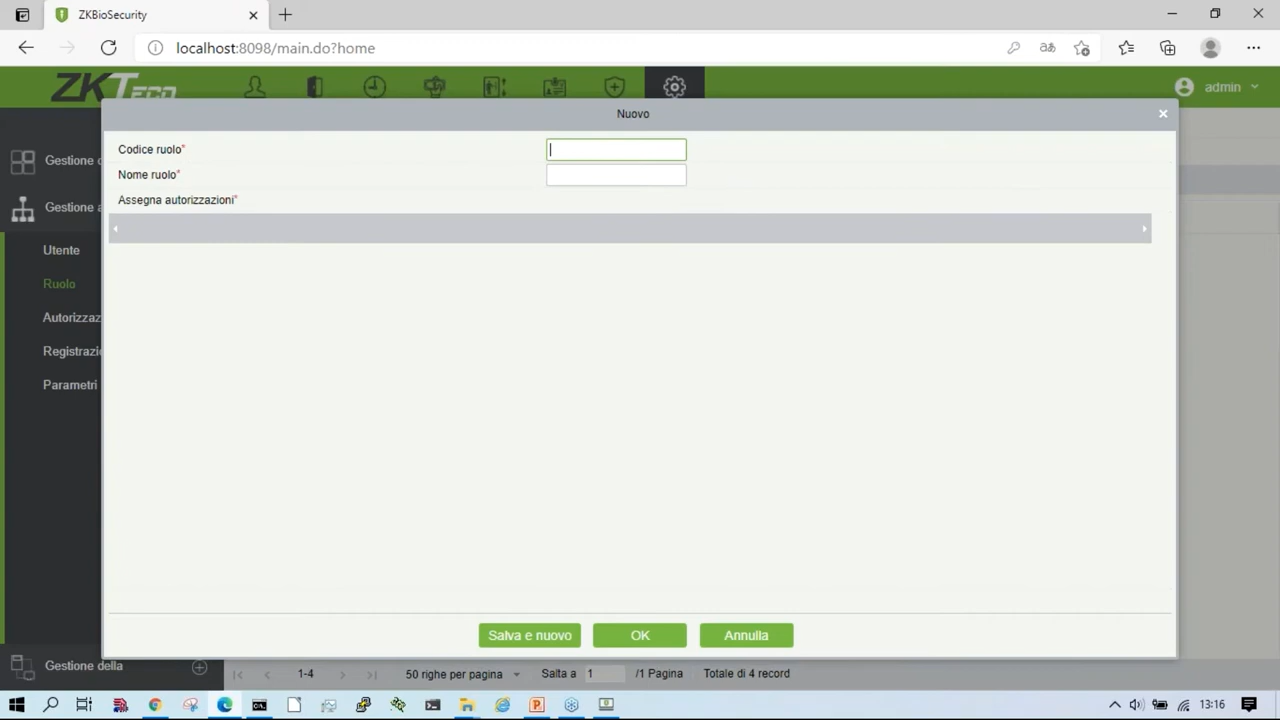 ZKBioSecurity
localhost:8098/main.do?home
ZKTECO
admin
Nuovo
Codice ruolo*
Nome ruolo*
Assegna autorizzazioni*
Gestione
Gestione a
Utente
Ruolo
Autorizzaz
Registrazi
Parametri
Salva e nuovo
OK
Annulla
Gestione della
1-4
50 righe per pagina
Salta a
1
/1 Pagina
Totale di 4 record
13:16